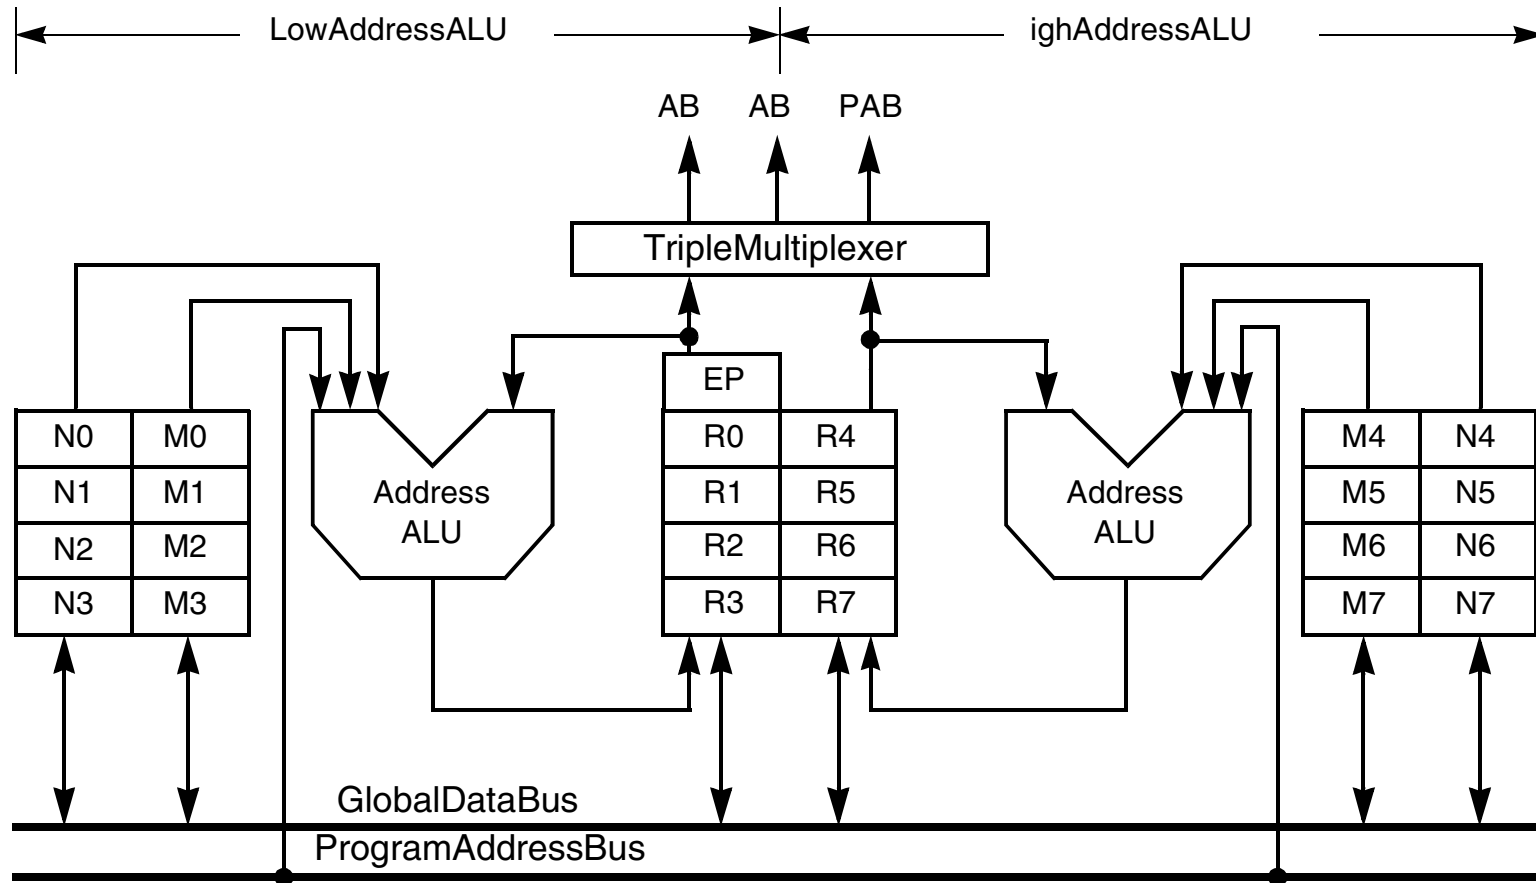 LowAddressALU ighAddressALU
AB AB PAB
TripleMultiplexer
EP
N0 M0 R0 R4 M4 N4
N1 M1 Address R1 R5 Address M5 N5
N2 M2 ALU R2 R6 ALU M6 N6
N3 M3 R3 R7 M7 N7
GlobalDataBus
ProgramAddressBus